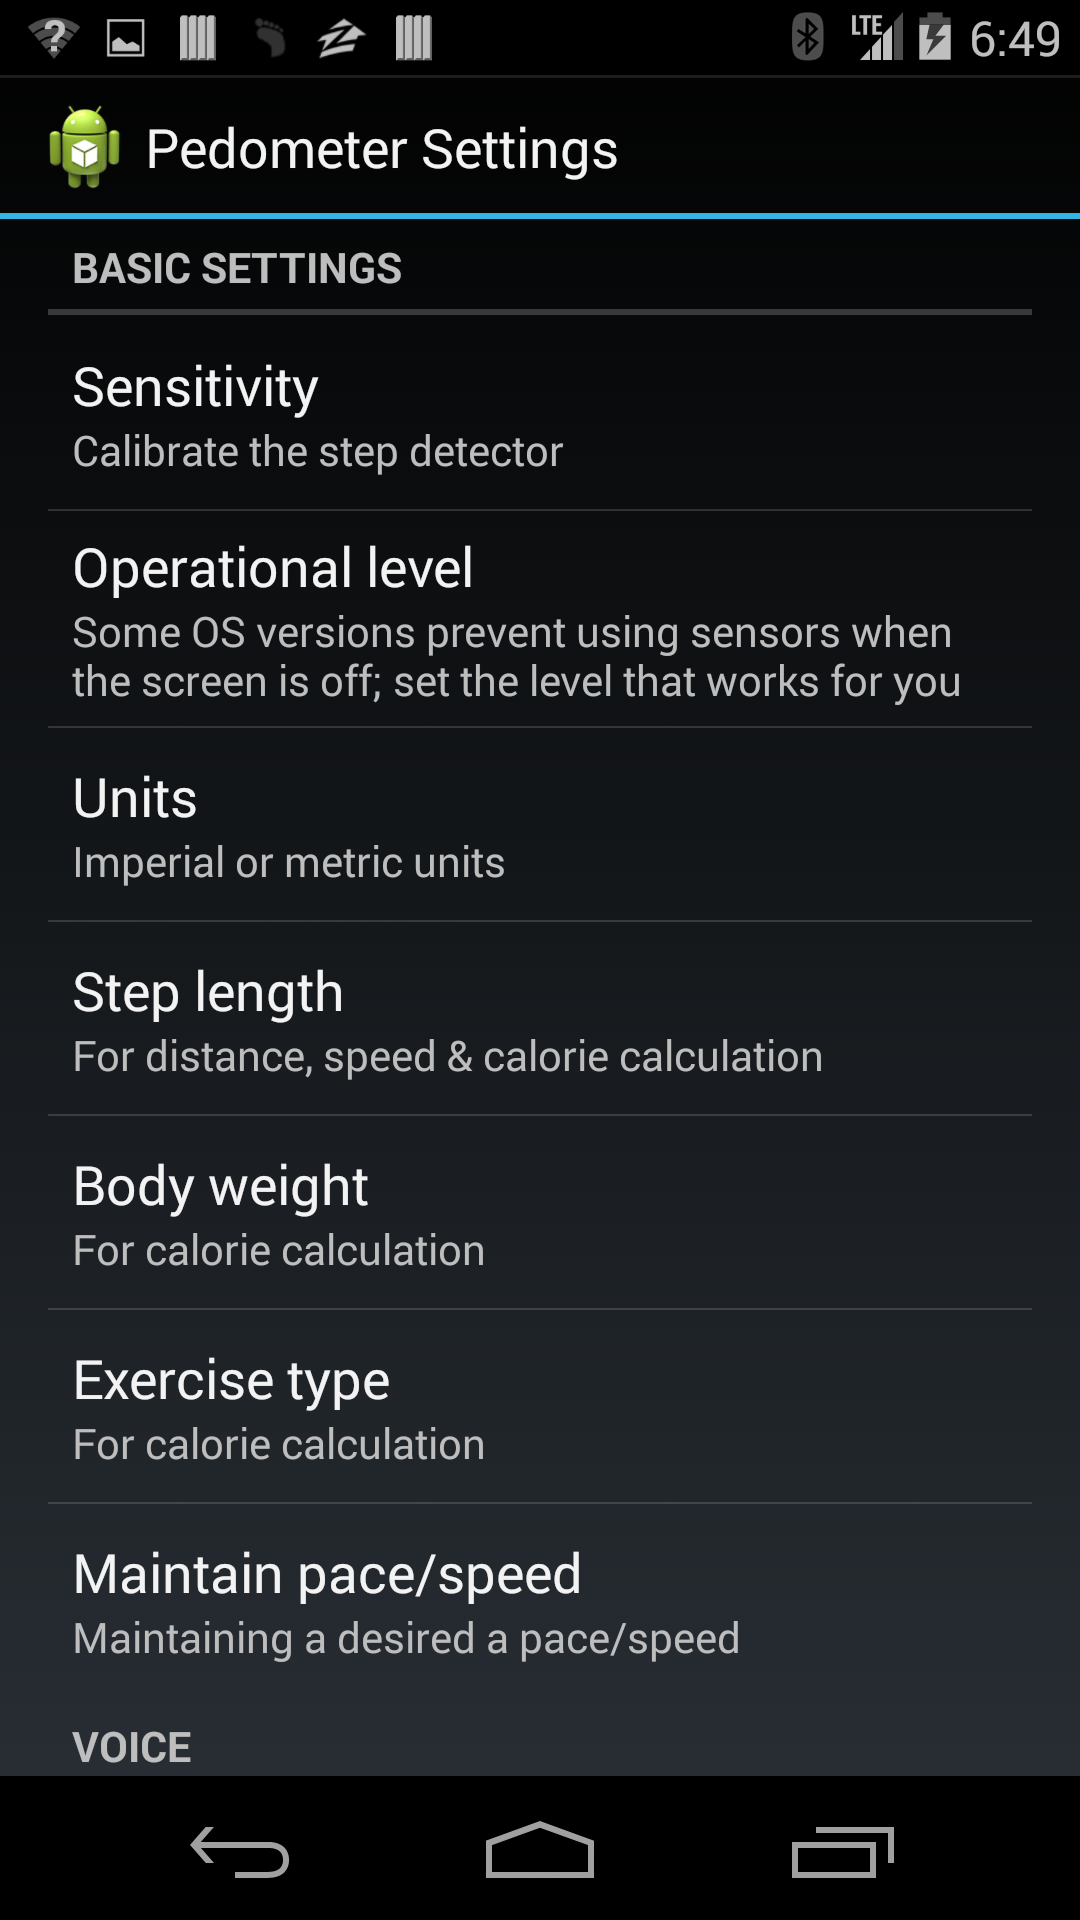 LTE 6:49
Pedometer Settings
BASIC SETTINGS
Sensitivity
Calibrate the step detector
Operational level
Some OS versions prevent using sensors when
the screen is off; set the level that works for you
Units
Imperial or metric units
Step length
For distance, speed & calorie calculation
Body weight
For calorie calculation
Exercise type
For calorie calculation
Maintain pace/speed
Maintaining a desired a pace/speed
VOICE